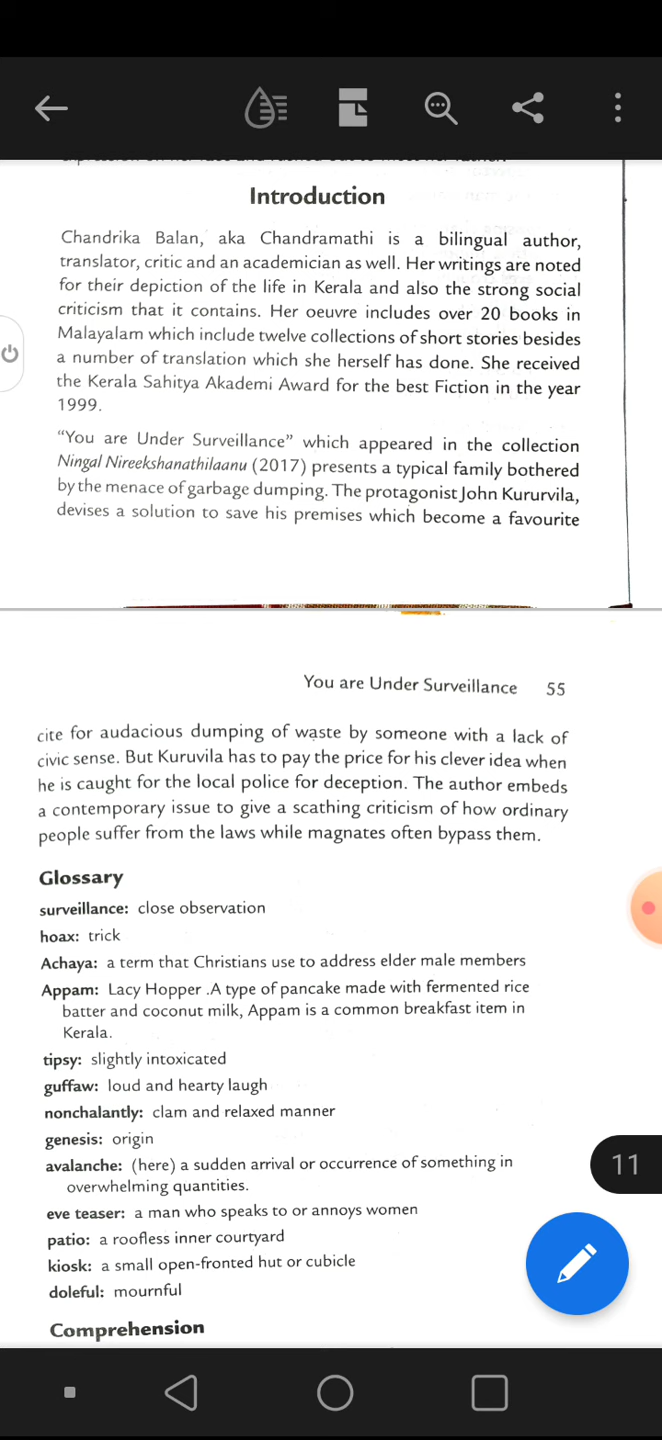 Introduction
Chandrika Balan, aka Chandramathi is a bilingual author,
translator, critic and an academician as well. Her writings are noted
for their depiction of the life in Kerala and also the strong social
criticism that it contains. Her oeuvre includes over 20 books in
Malayalam which include twelve collections of short stories besides
a number of translation which she herself has done. She received
the Kerala Sahitya Akademi Award for the best Fiction in the year
1999.
“You are Under Surveillance” which appeared in the collection
Ningal Nireekshanathilaanu (2017) presents a typical family bothered
by the menace of garbage dumping. The protagonist John Kururvila,
devises a solution to save his premises which become a favourite
You are Under Surveillance 55
cite for audacious dumping of waste by someone with a lack of
civic sense. But Kuruvila has to pay the price for his clever idea when
he is caught for the local police for deception. The author embeds
a contemporary issue to give a scathing criticism of how ordinary
people suffer from the laws while magnates often bypass them.
Glossary
surveillance: close observation
hoax: trick
Achaya: a term that Christians use to address elder male members
Appam: Lacy Hopper .A type of pancake made with fermented rice
batter and coconut milk, Appam is a common breakfast item in
Kerala.
tipsy: slightly intoxicated
guffaw: loud and hearty laugh
nonchalantly: clam and relaxed manner
genesis: origin
avalanche: (here) a sudden arrival or occurrence of something in
overwhelming quantities.
11
eve teaser: a man who speaks to or annoys women
patio: a roofless inner courtyard
kiosk: a small open-fronted hut or cubicle
doleful: mournful
Comprehension